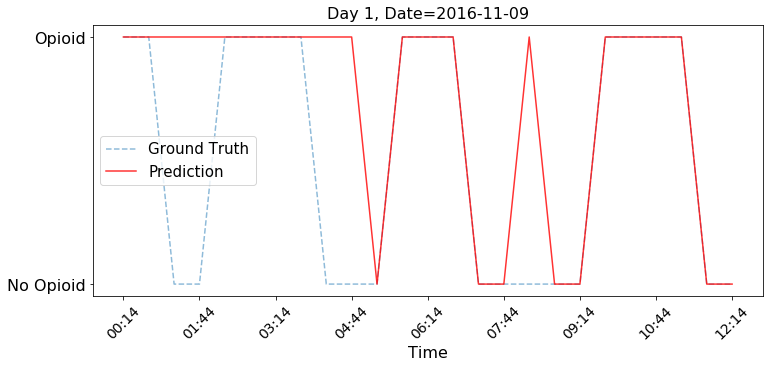 Day 1, Date=2016-11-09
Opioid
Ground Truth
Prediction
No Opioid
00:14 01:44 03:14 04:44 06:14 07:44 09:14 10:44 12:14
Time